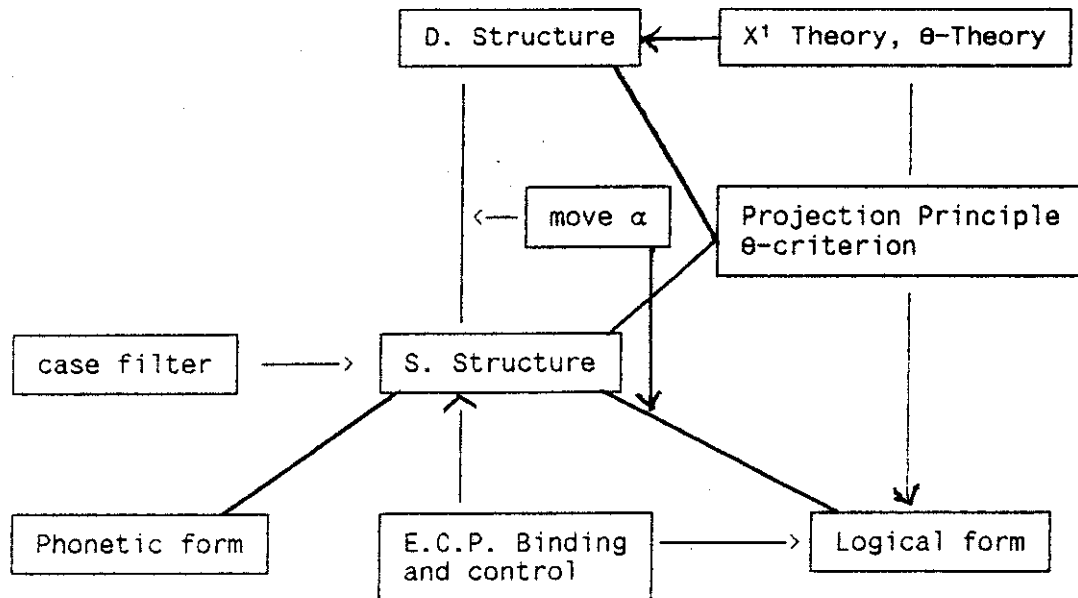 D. Structure
X¹ Theory, θ-Theory
move α
Projection Principle
θ-criterion
case filter
S. Structure
Phonetic form
E.C.P. Binding
and control
Logical form